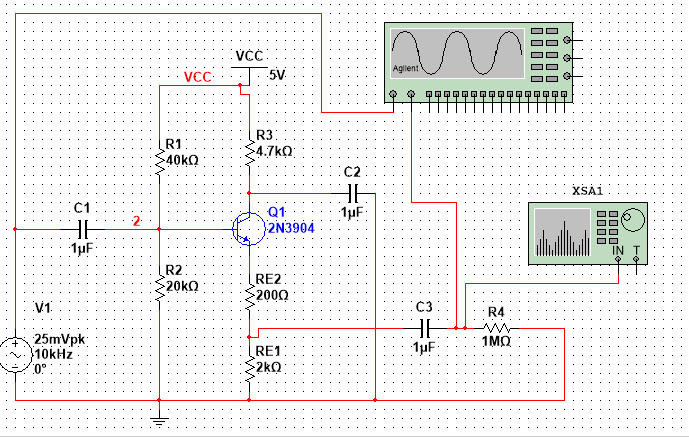 VCC
VCC
5V
Agilent
R1
40kΩ
R3
4.7kΩ
C2
1µF
XSA1
IN T
C1
1µF
2
Q1
2N3904
R2
20kΩ
RE2
200Ω
V1
25mVpk
10kHz
0°
C3
1µF
R4
1MΩ
RE1
2kΩ